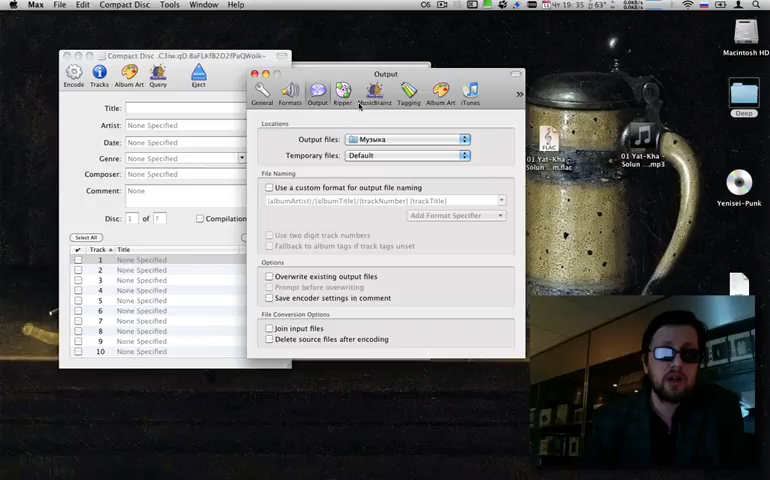 Max File Edit Compact Disc Tools Window Help
19:35
63°
Macintosh HD
Compact Disc
Output
Encode Tracks Album Art Query Eject
General Formats Output Ripper MusicBrainz Tagging Album Art iTunes
Deep
Title:
Artist: None Specified
Date: None Specified
Genre: None Specified
Composer: None Specified
Comment: None
Disc: 1 of ?
Compilation
Select All
Track Title
1 None Specified
2 None Specified
3 None Specified
4 None Specified
5 None Specified
6 None Specified
7 None Specified
8 None Specified
9 None Specified
10 None Specified
Locations
Output files: Музыка
Temporary files: Default
File Naming
Use a custom format for output file naming
{albumArtist}/{albumTitle}/{trackNumber} {trackTitle}
Add Format Specifier
Use two digit track numbers
Fallback to album tags if track tags unset
Options
Overwrite existing output files
Prompt before overwriting
Save encoder settings in comment
File Conversion Options
Join input files
Delete source files after encoding
FLAC
01 Yat-Kha
Solun ...m.flac
01 Yat-Kha
Solun ....mp3
Yenisei-Punk